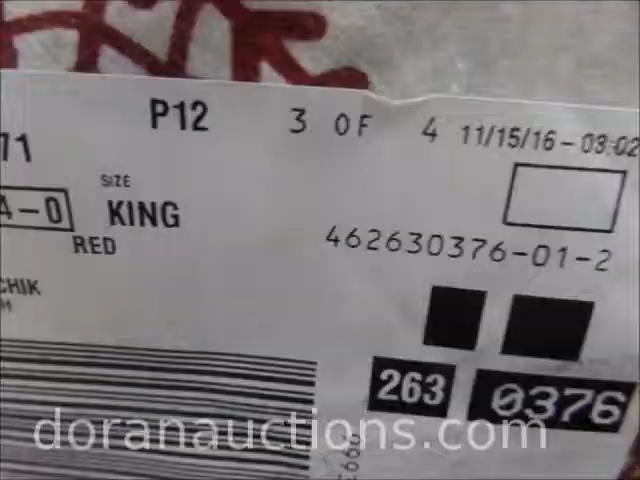 P12 3 OF 4 11/15/16-03:02
71
SIZE
4-0 KING
RED
462630376-01-2
CHIK
263 0376
doranauctions.com